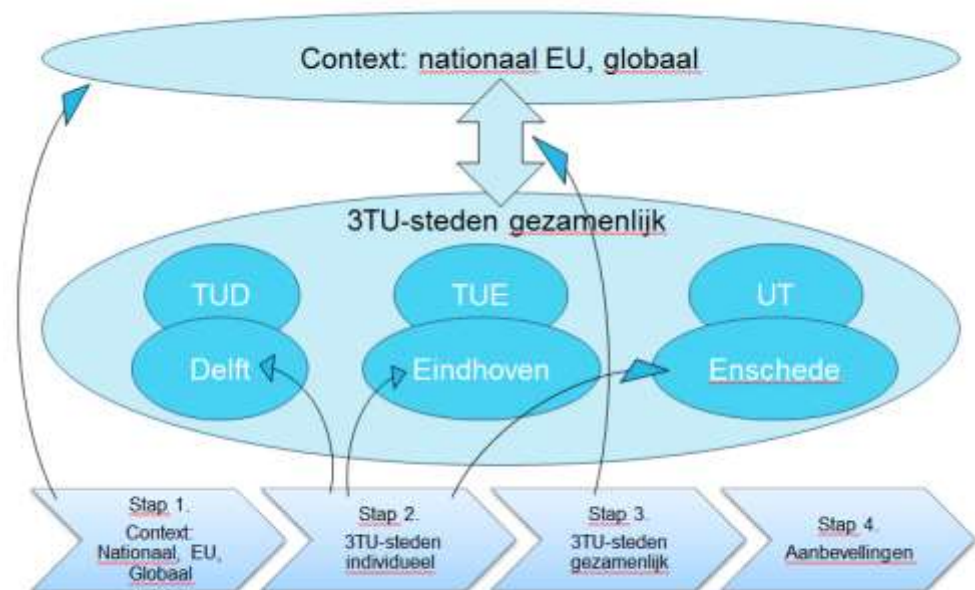 Context: nationaal EU, globaal
3TU-steden gezamenlijk
TUD
TUE
UT
Delft
Eindhoven
Enschede
Stap 1.
Context:
Nationaal, EU,
Globaal
Stap 2.
3TU-steden
individueel
Stap 3.
3TU-steden
gezamenlijk
Stap 4.
Aanbevellingen